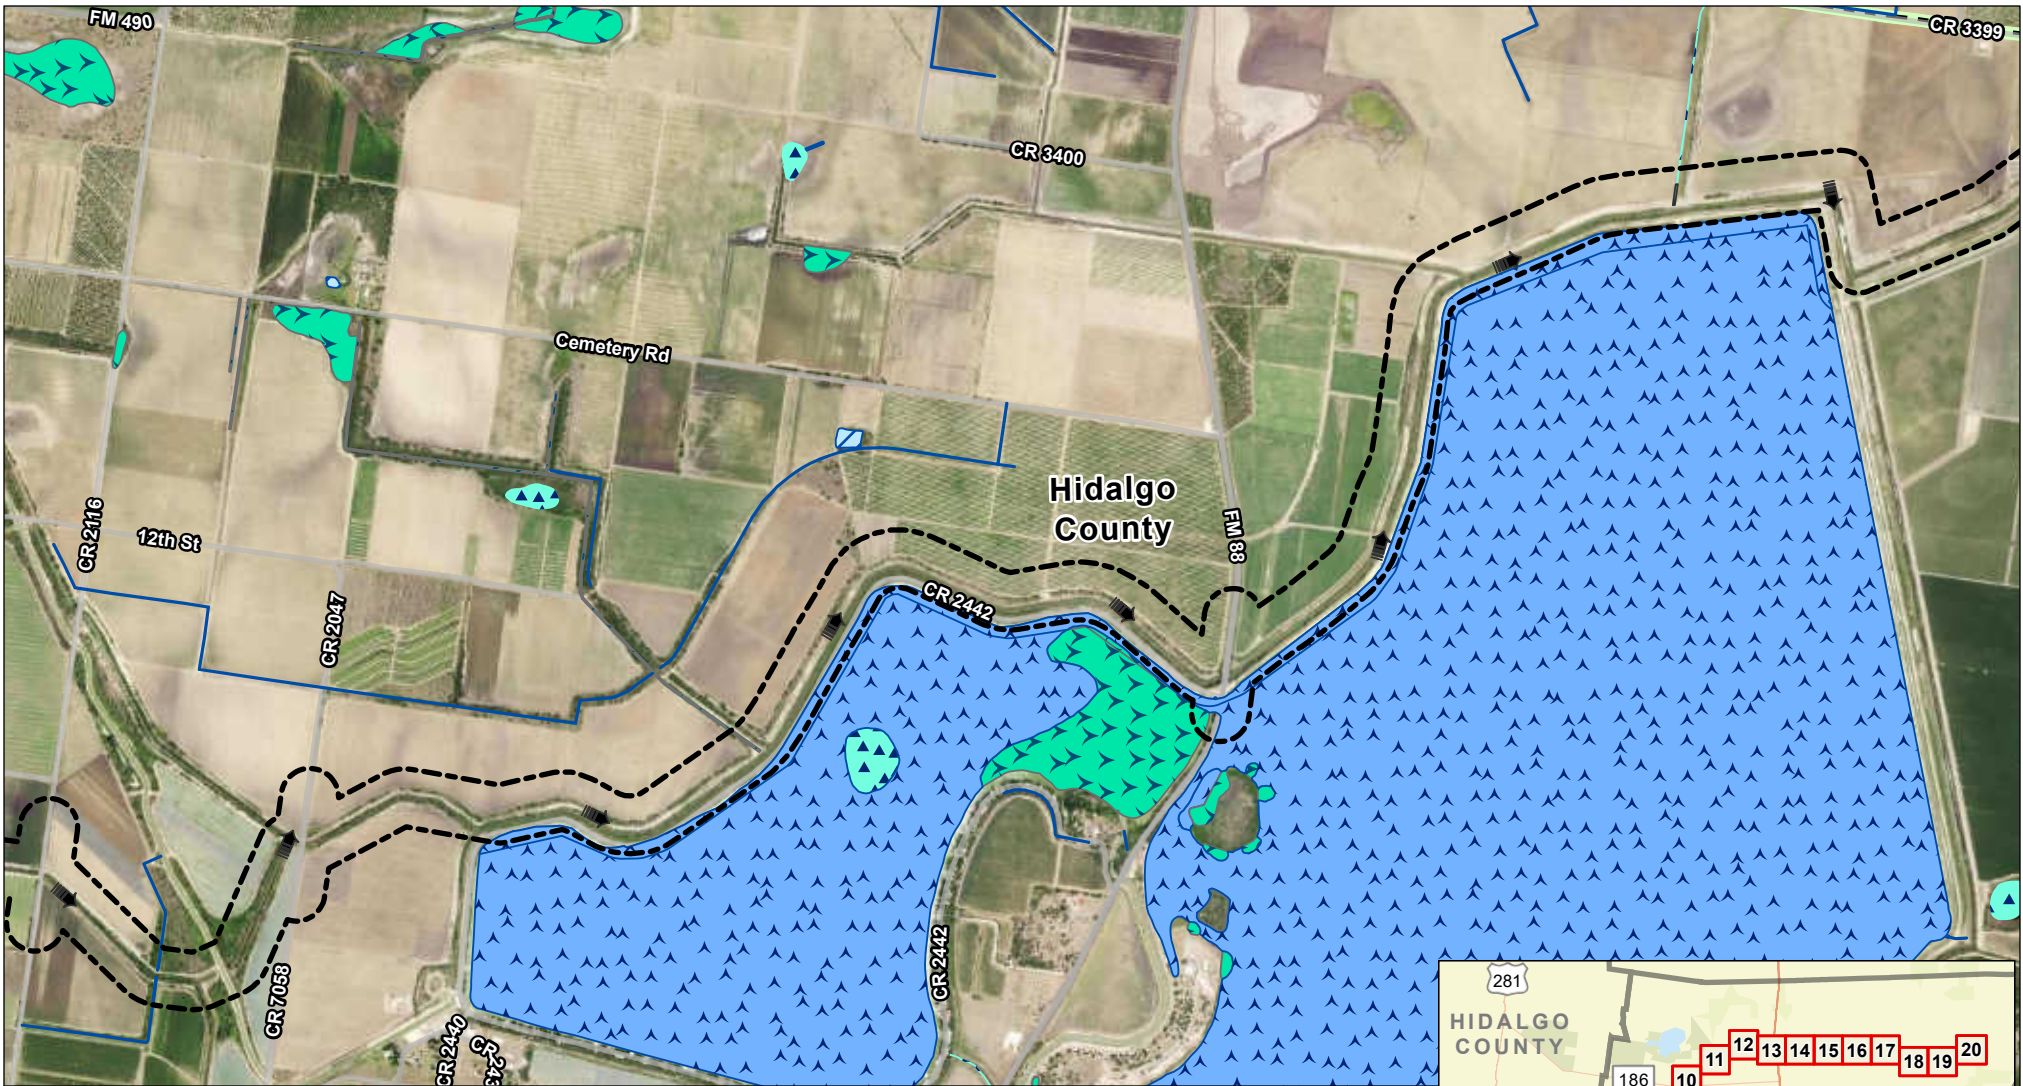 FM 490
CR 3399
CR 3400
Cemetery Rd
Hidalgo
County
FM 88
CR 2116
12th St
CR 2047
CR 2442
CR 7058
CR 2442
CR 2440
281
HIDALGO
COUNTY
186
10
11
12
13
14
15
16
17
18
19
20